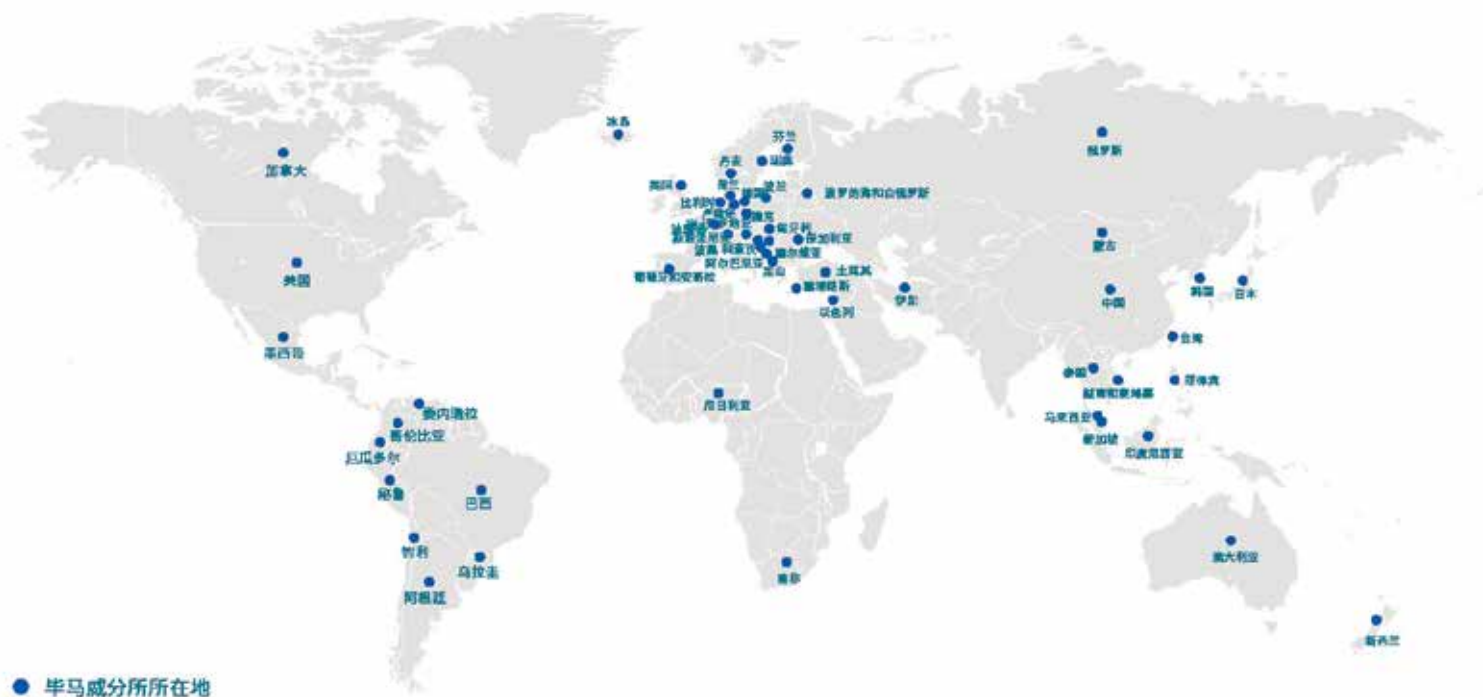 冰岛
芬兰
加拿大
俄罗斯
丹麦
瑞典
英国
荷兰
波兰
波罗的海和白俄罗斯
比利时
捷克
匈牙利
保加利亚
蒙古
塞尔维亚
阿尔巴尼亚
土耳其
美国
葡萄牙和安哥拉
塞浦路斯
伊朗
韩国
日本
中国
以色列
台湾
墨西哥
泰国
越南和柬埔寨
菲律宾
尼日利亚
委内瑞拉
马来西亚
哥伦比亚
新加坡
厄瓜多尔
印度尼西亚
秘鲁
巴西
智利
澳大利亚
乌拉圭
南非
阿根廷
新西兰
毕马威分所所在地